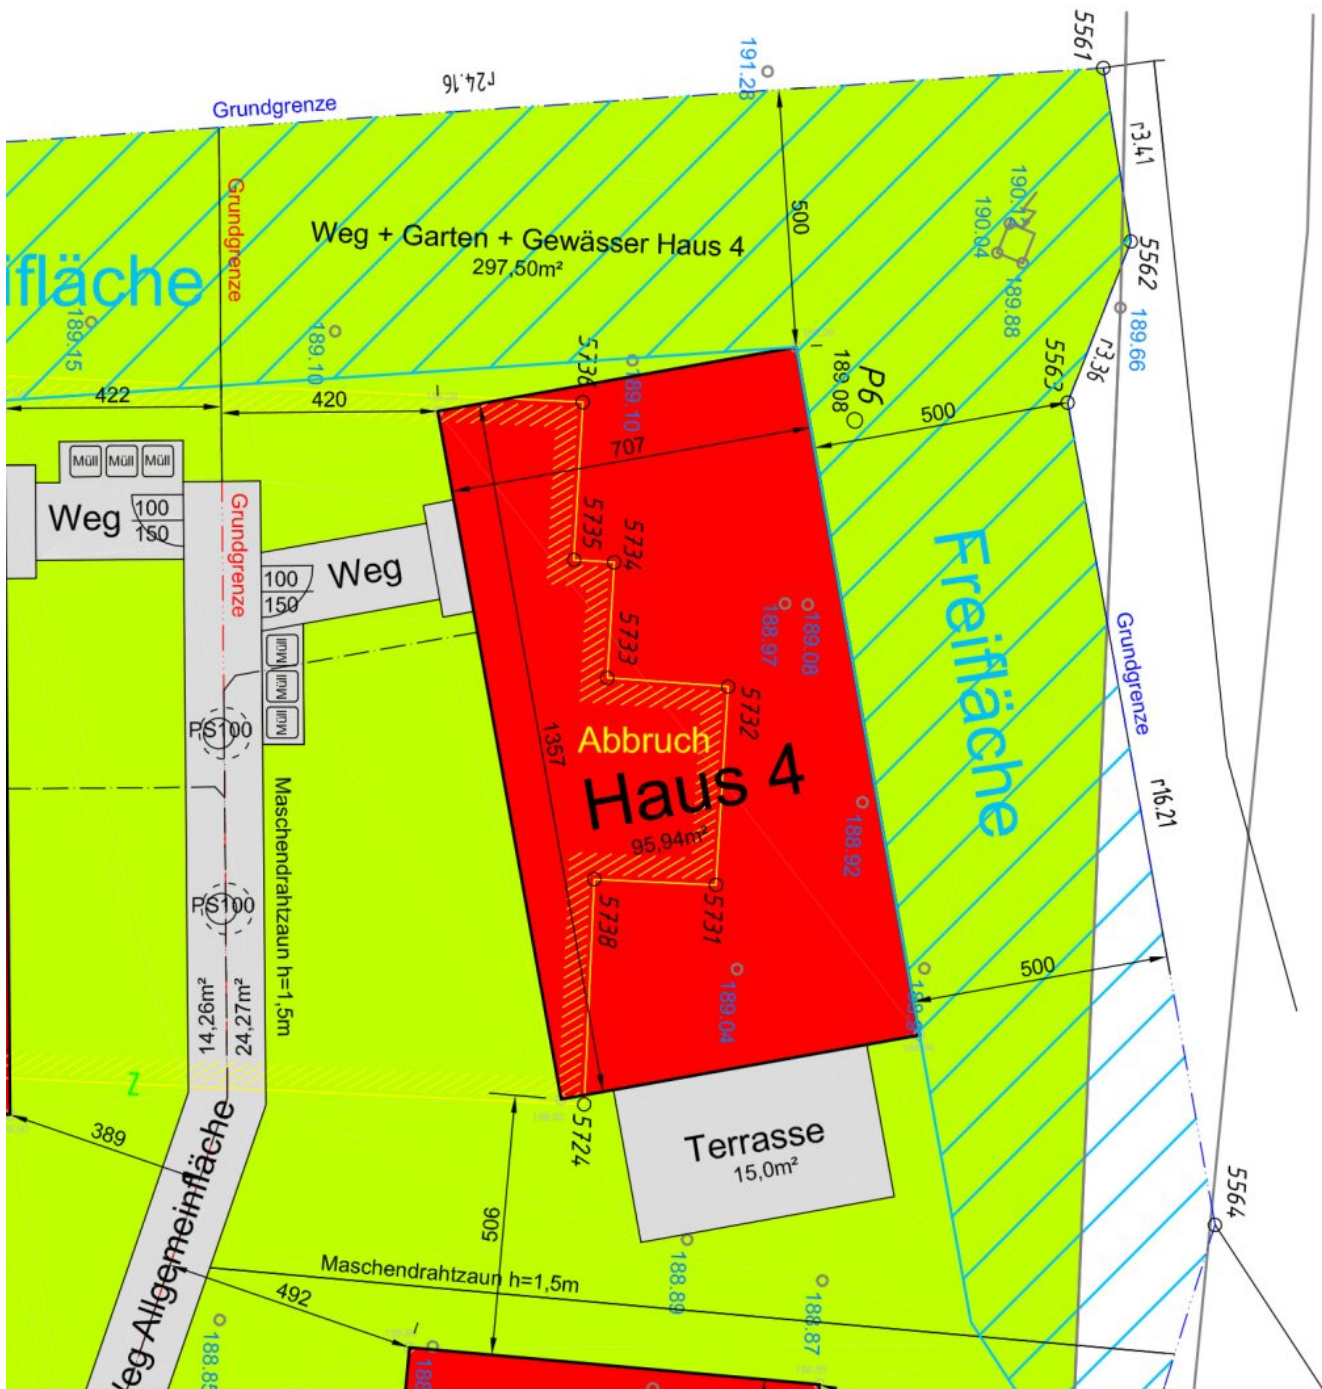 5561
191.28
r24.16
Grundgrenze
r3.41
Grundgrenze
500
190.04
5562
Weg + Garten + Gewässer Haus 4
297,50m²
ifläche
189.88
189.15
189.10
189.66
5736
189.10
189.08
P6
5563
r3.36
422
420
500
707
Müll
Müll
Müll
Weg
100
150
Grundgrenze
5735
5734
Weg
100
150
Freifläche
188.97
189.08
Grundgrenze
Müll
Müll
Müll
5733
5732
PS100
1357
Abbruch
Haus 4
95,94m²
r16.21
Maschendrahtzaun h=1,5m
188.92
PS100
5738
5731
14,26m²
24,27m²
189.04
500
N
389
5724
Terrasse
15,0m²
5564
506
Weg Allgemeinfläche
Maschendrahtzaun h=1,5m
492
188.89
188.87
188.85
188